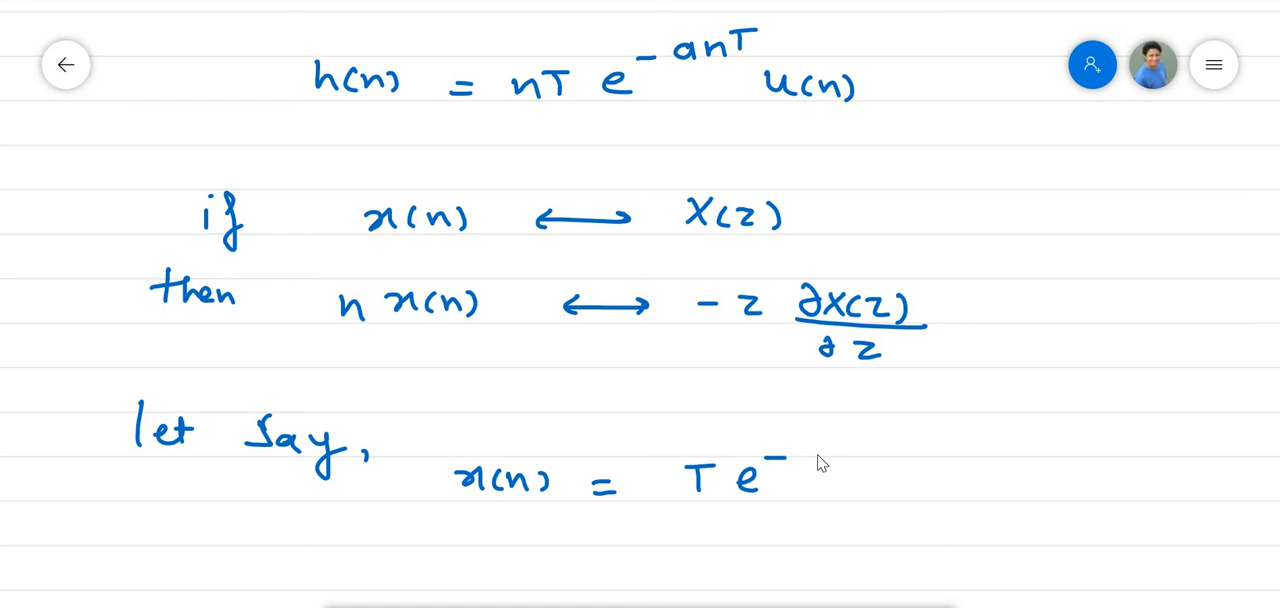 h(n) = nT e^{-anT} u(n)
if x(n) ⟷ X(z)
then n x(n) ⟷ - z ∂X(z)/∂z
let say,
x(n) = T e^{-}